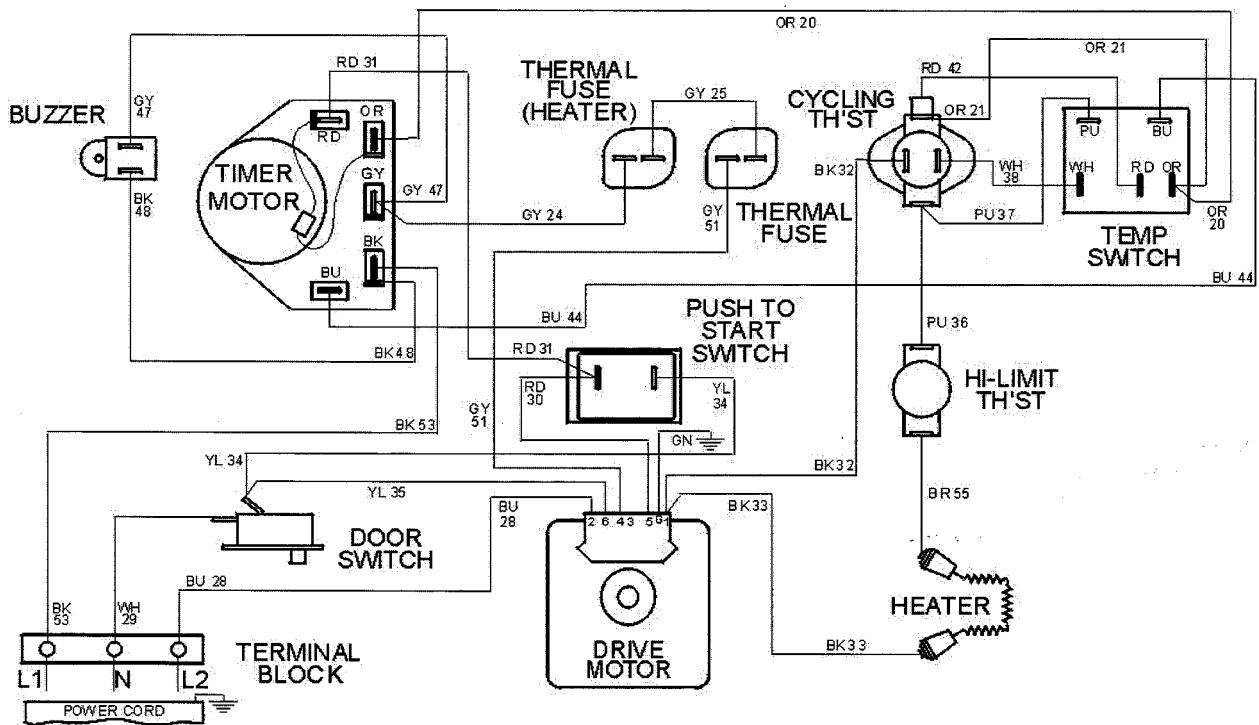 OR 20
OR 21
RD 31
THERMAL
FUSE
(HEATER)
GY 25
CYCLING
TH'ST
RD 42
OR 21
BUZZER
GY
47
OR
RD
PU
BU
TIMER
MOTOR
GY
GY 47
BK32
WH
38
WH
RD
OR
BK
48
GY 24
GY
51
THERMAL
FUSE
PU37
OR
20
TEMP
SWITCH
BK
BU
BU 44
BU 44
PUSH TO
START
SWITCH
PU 36
BK48
RD 31
RD
30
YL
34
HI-LIMIT
TH'ST
GY
51
BK53
GN
YL 34
BK32
YL 35
BU
28
BK33
BR55
2 6 4 3 5 G 1
DOOR
SWITCH
BU 28
HEATER
BK
53
WH
29
DRIVE
MOTOR
BK33
TERMINAL
BLOCK
L1
N
L2
POWER CORD